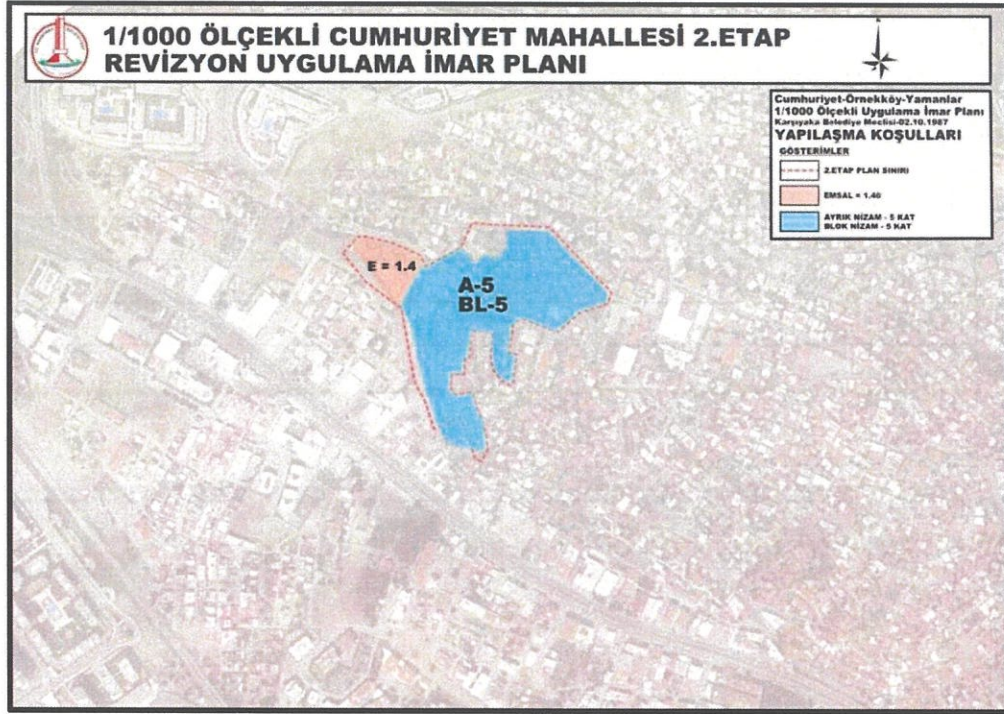 1/1000 ÖLÇEKLİ CUMHURİYET MAHALLESİ 2.ETAP
REVİZYON UYGULAMA İMAR PLANI
Cumhuriyet-Örnekköy-Yamanlar
1/1000 Ölçekli Uygulama İmar Planı
Karşıyaka Belediye Meclisi-02.10.1987
YAPILAŞMA KOŞULLARI
GÖSTERİMLER
2.ETAP PLAN SINIRI
EMSAL = 1.40
AYRIK NİZAM - 5 KAT
BLOK NİZAM - 5 KAT
E = 1.4
A-5
BL-5